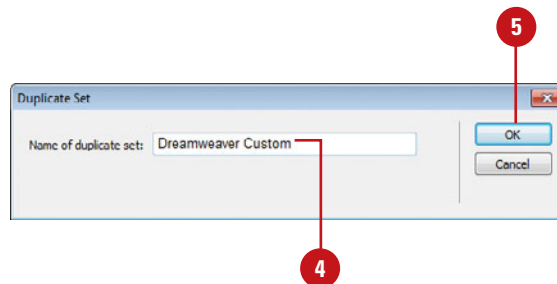 5
Duplicate Set
Name of duplicate set: Dreamweaver Custom
OK
Cancel
4